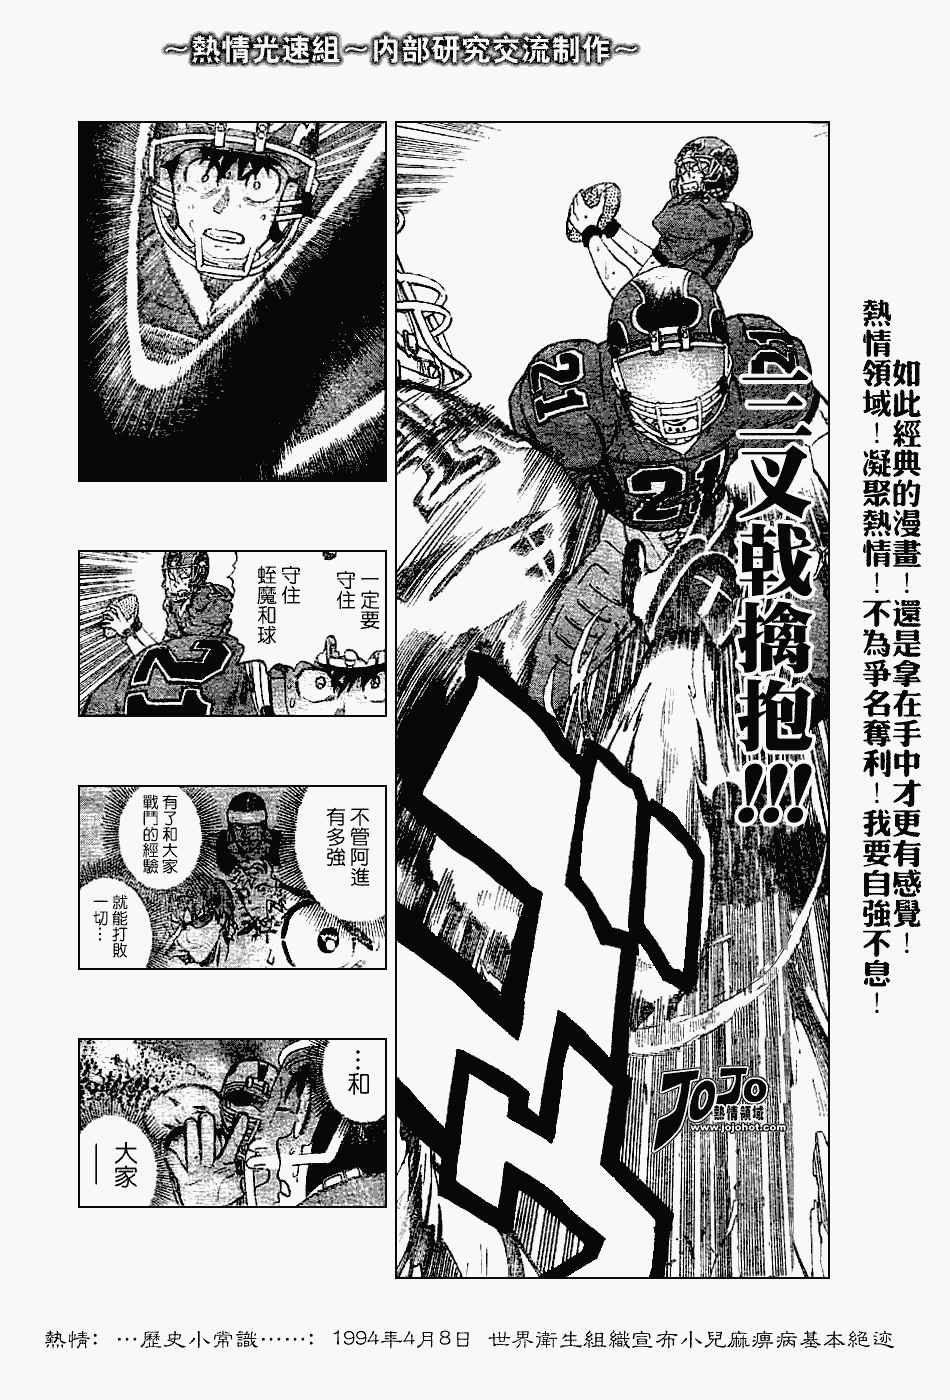 ～熱情光速組～內部研究交流制作～
如此經典的漫畫！還是拿在手中才更有感覺！
熱情領域！凝聚熱情！不為爭名奪利！我要自強不息！
21
21
三叉戟擒抱!!!
JOJO
熱情領域
www.jojohot.com
一定要
守住
守住
蛭魔和球
不管阿進
有多強
有了和大家
戰鬥的經驗
就能打敗
一切…
…和
大家
——
熱情：…歷史小常識……：1994年4月8日 世界衛生組織宣布小兒麻痹病基本絕迹